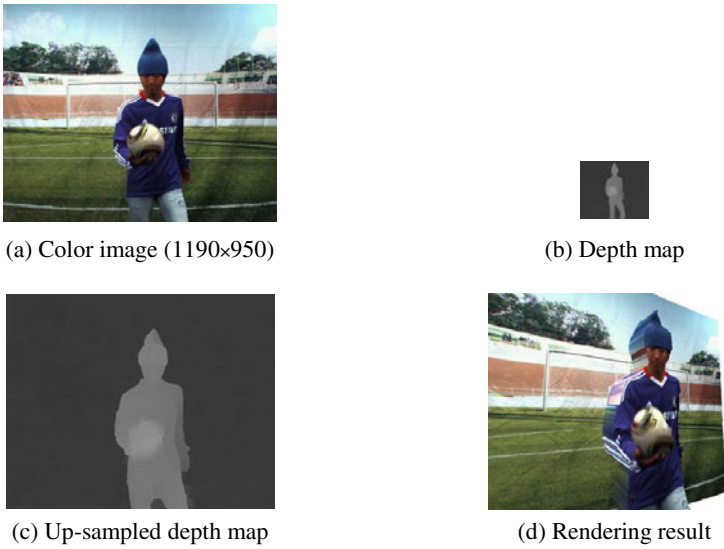 (a) Color image (1190×950)
(b) Depth map
(c) Up-sampled depth map
(d) Rendering result